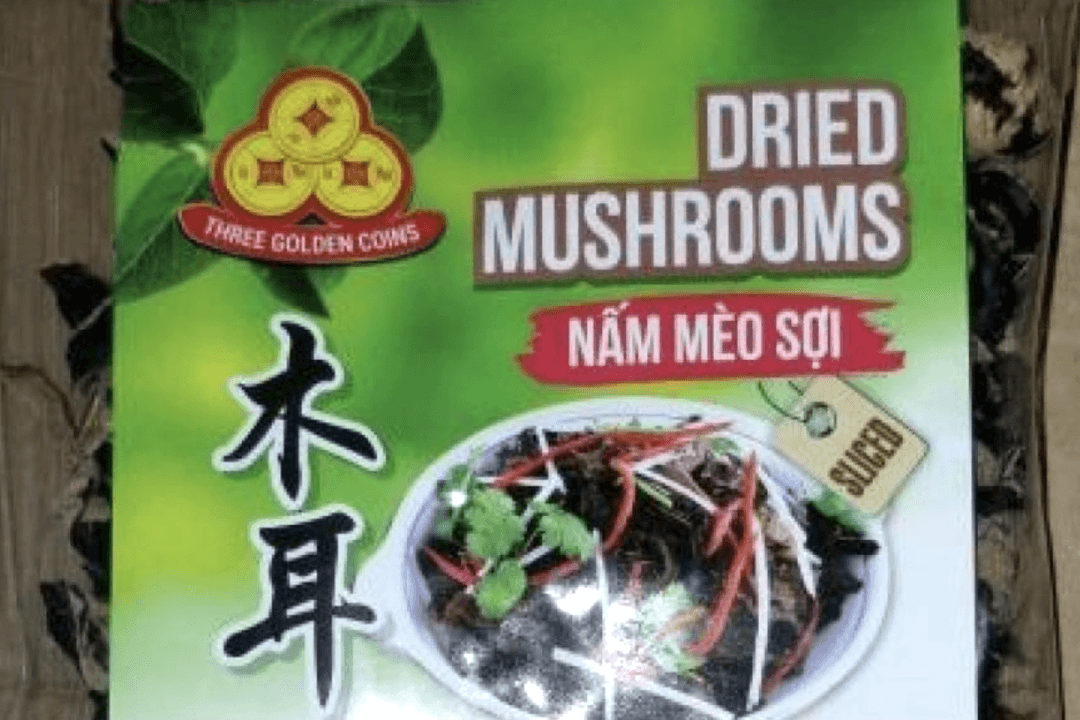 THREE GOLDEN COINS
DRIED
MUSHROOMS
NẤM MÈO SỢI
SLICED
木
耳